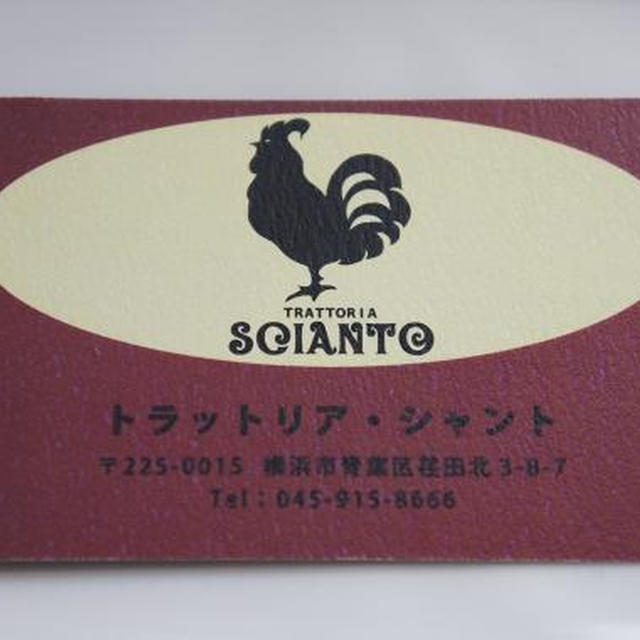 TRATTORIA
SCIANTO
トラットリア・シャント
〒225-0015 横浜市青葉区荏田北3-8-7
Tel：045-915-8666